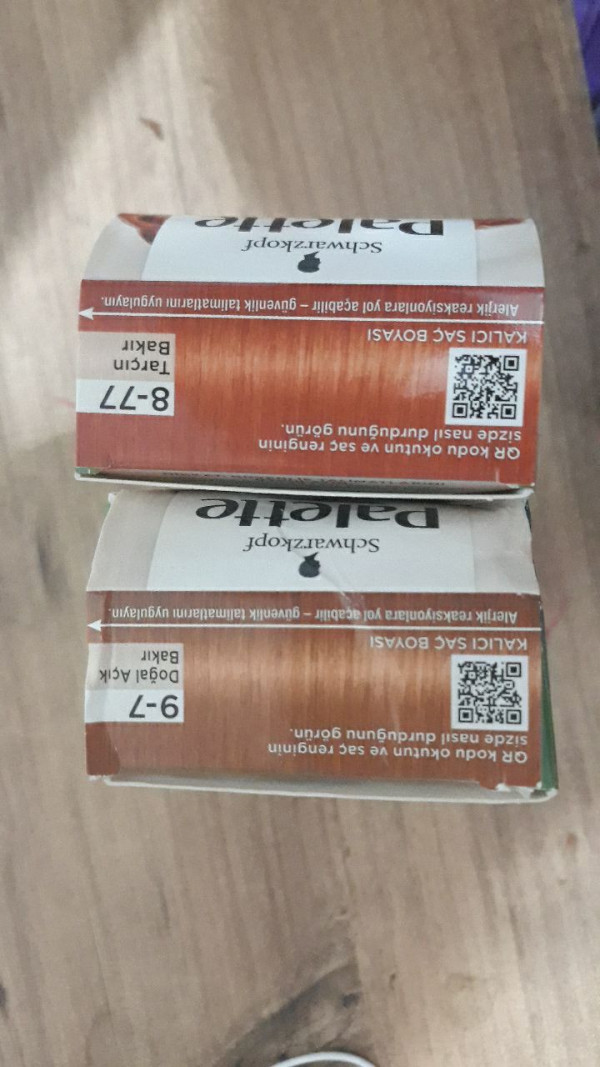 QR kodu okutun ve saç renginin
sizde nasıl durduğunu görün.
9-7
Doğal Açık
Bakır
KALICI SAÇ BOYASI
Alerjik reaksiyonlara yol açabilir – güvenlik talimatlarını uygulayın.
Schwarzkopf
Palette
QR kodu okutun ve saç renginin
sizde nasıl durduğunu görün.
8-77
Tarçın
Bakır
KALICI SAÇ BOYASI
Alerjik reaksiyonlara yol açabilir – güvenlik talimatlarını uygulayın.
Schwarzkopf
Palette